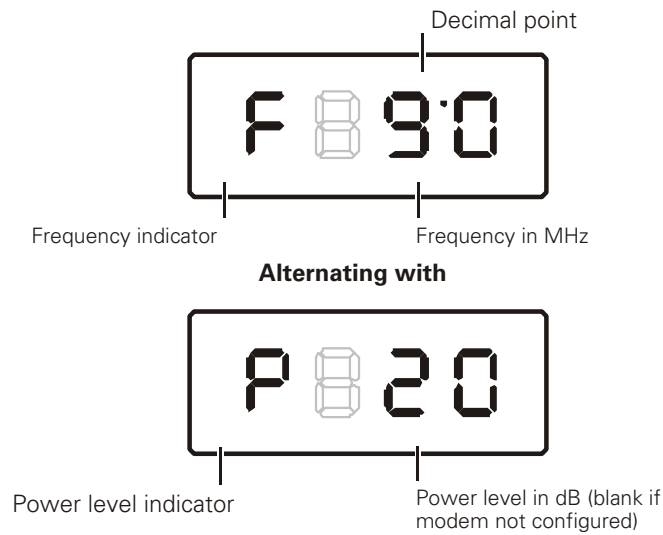 Decimal point
F 9.0
Frequency indicator
Frequency in MHz
Alternating with
P 20
Power level indicator
Power level in dB (blank if
modem not configured)